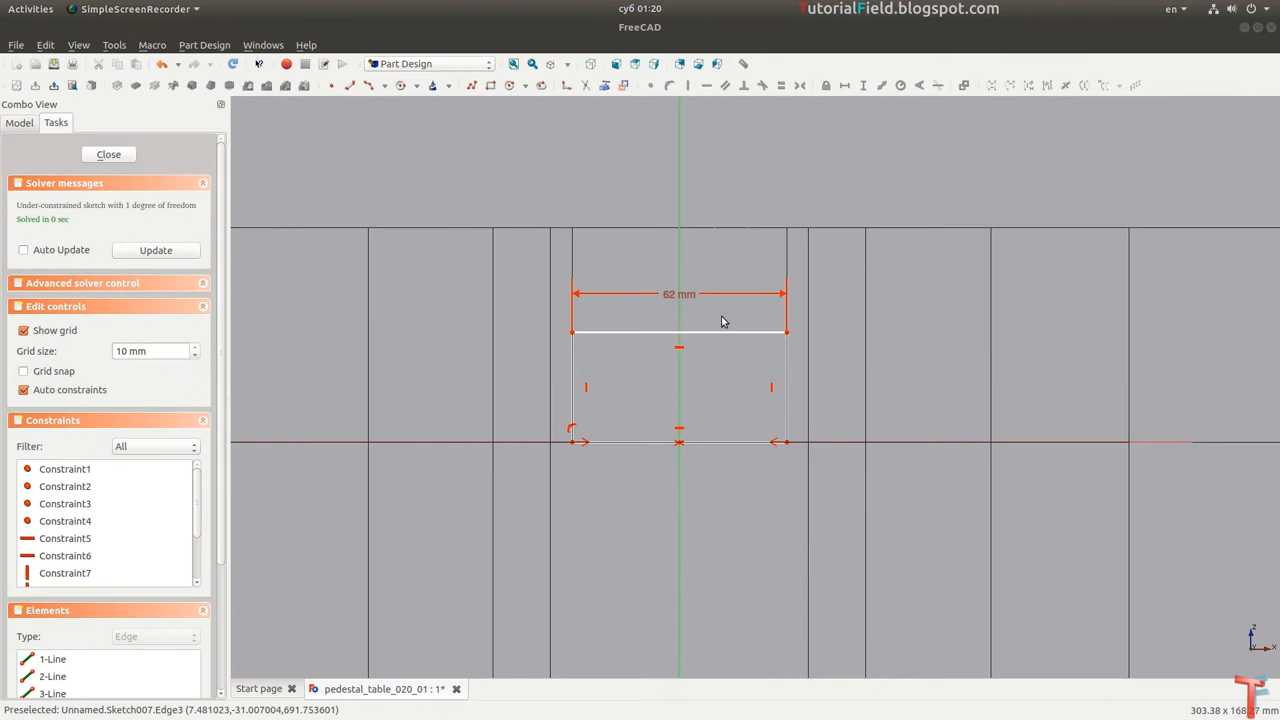 Activities
SimpleScreenRecorder
суб 01:20
TutorialField.blogspot.com
en
FreeCAD
File Edit View Tools Macro Part Design Windows Help
Part Design
Combo View
Model Tasks
Close
Solver messages
Under-constrained sketch with 1 degree of freedom
Solved in 0 sec
Auto Update Update
Advanced solver control
Edit controls
Show grid
Grid size: 10 mm
Grid snap
Auto constraints
Constraints
Filter: All
Constraint1
Constraint2
Constraint3
Constraint4
Constraint5
Constraint6
Constraint7
Elements
Type: Edge
1-Line
2-Line
3-Line
62 mm
z
x
Start page
pedestal_table_020_01 : 1*
Preselected: Unnamed.Sketch007.Edge3 (7.481023,-31.007004,691.753601)
303.38 x 168.27 mm
T